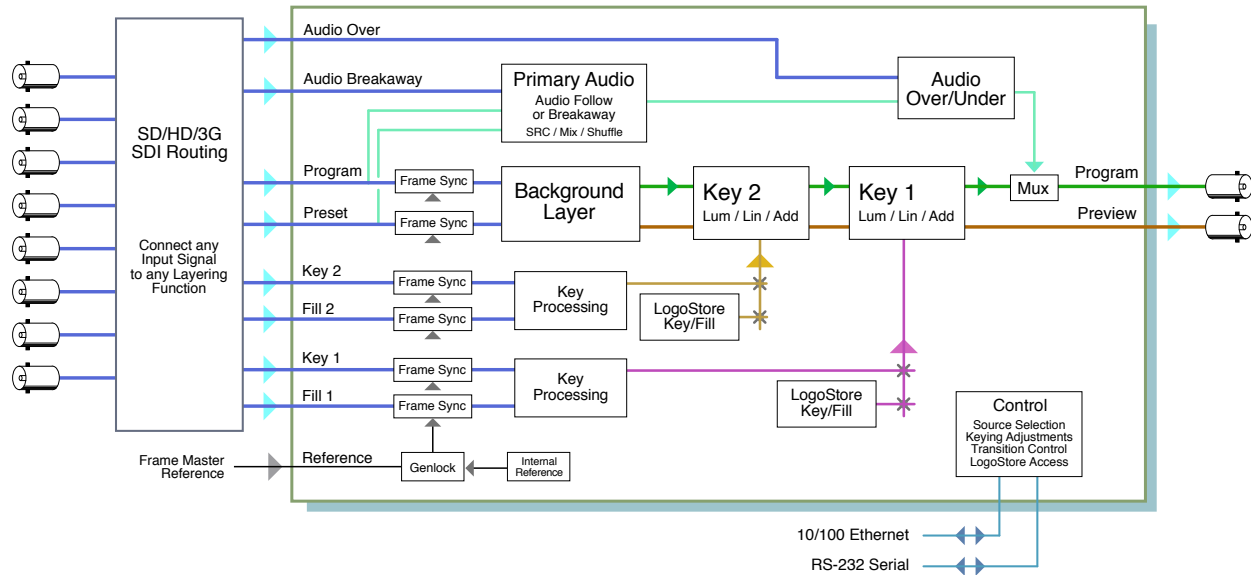 SD/HD/3G
SDI Routing
Connect any
Input Signal
to any Layering
Function
Audio Over
Audio Breakaway
Primary Audio
Audio Follow
or Breakaway
SRC / Mix / Shuffle
Audio
Over/Under
Program
Frame Sync
Preset
Frame Sync
Background
Layer
Key 2
Lum / Lin / Add
Key 1
Lum / Lin / Add
Mux
Program
Preview
Key 2
Frame Sync
Fill 2
Frame Sync
Key
Processing
LogoStore
Key/Fill
Key 1
Frame Sync
Fill 1
Frame Sync
Key
Processing
LogoStore
Key/Fill
Frame Master
Reference
Reference
Genlock
Internal
Reference
Control
Source Selection
Keying Adjustments
Transition Control
LogoStore Access
10/100 Ethernet
RS-232 Serial